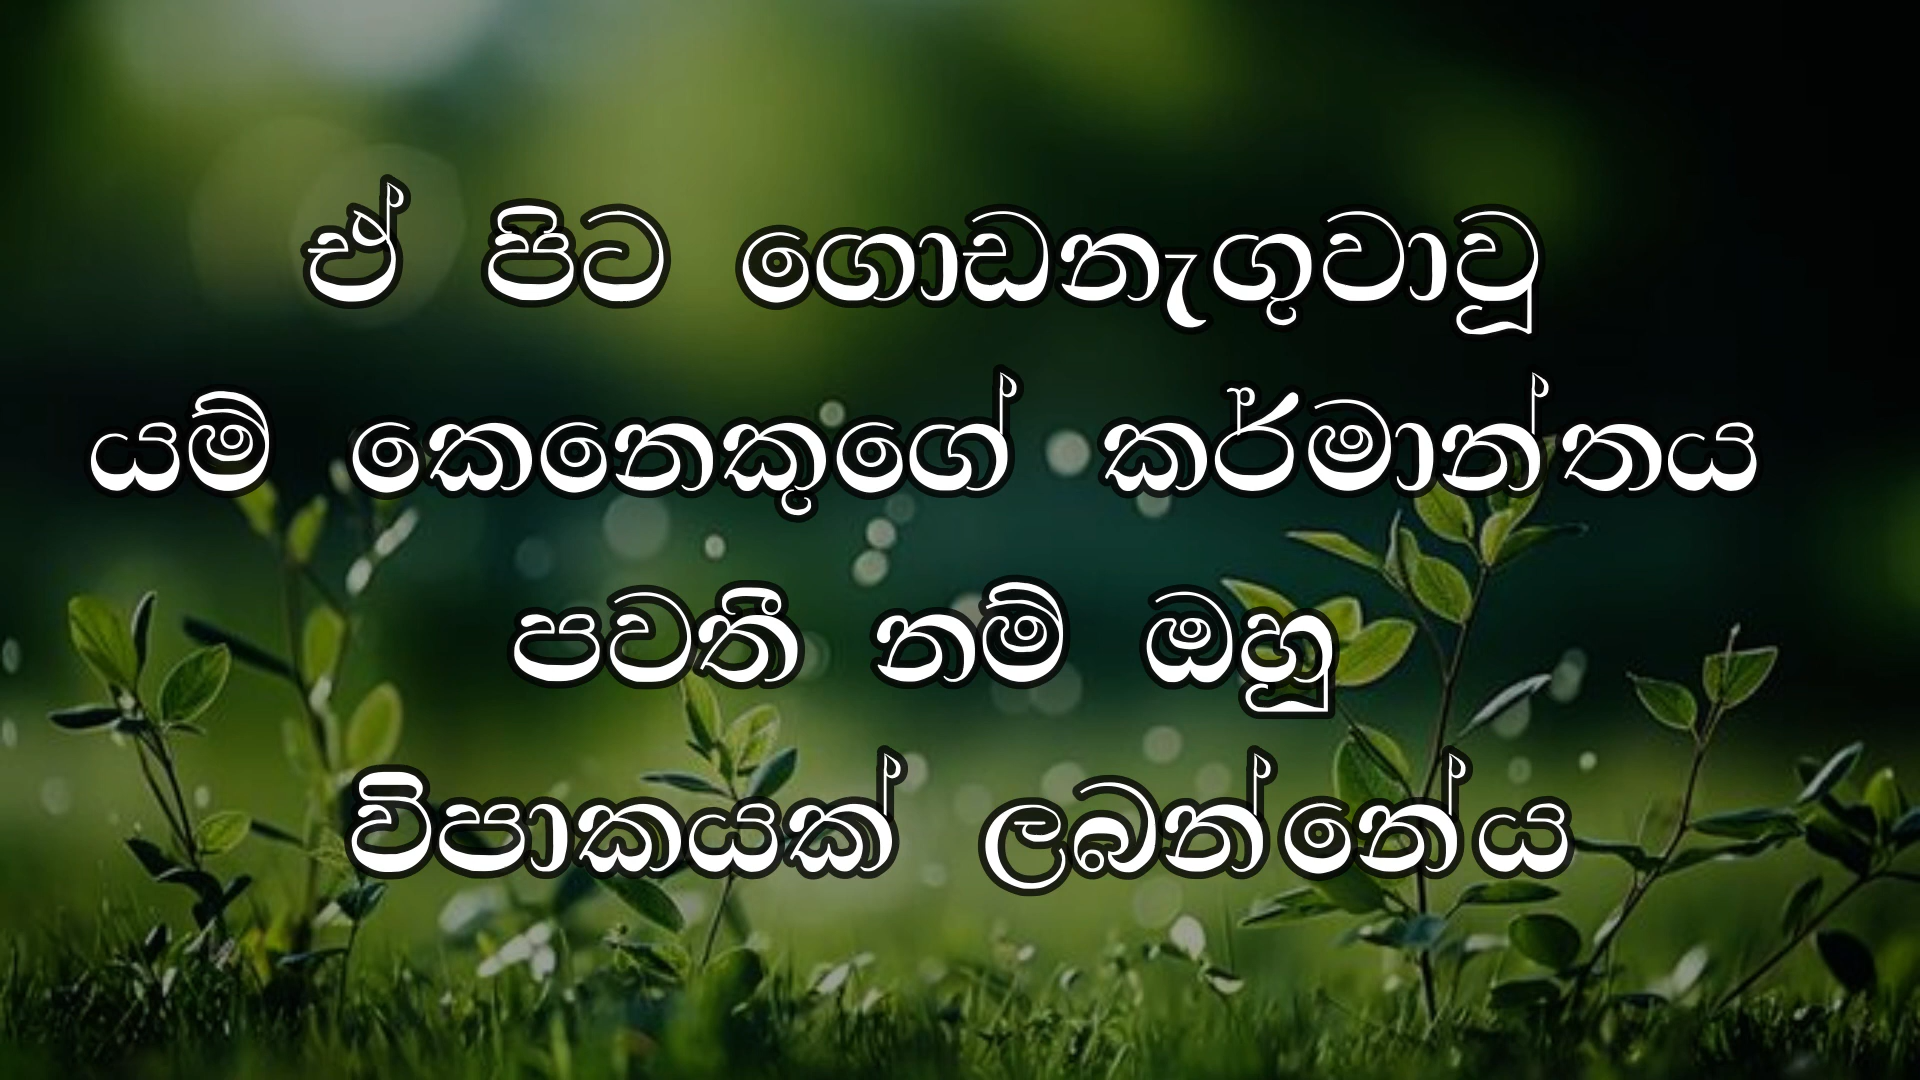 ඒ පිට ගොඩනැගුවාවූ
යම් කෙනෙකුගේ කර්මාන්තය
පවතී නම් ඔහු
විපාකයක් ලබන්නේය